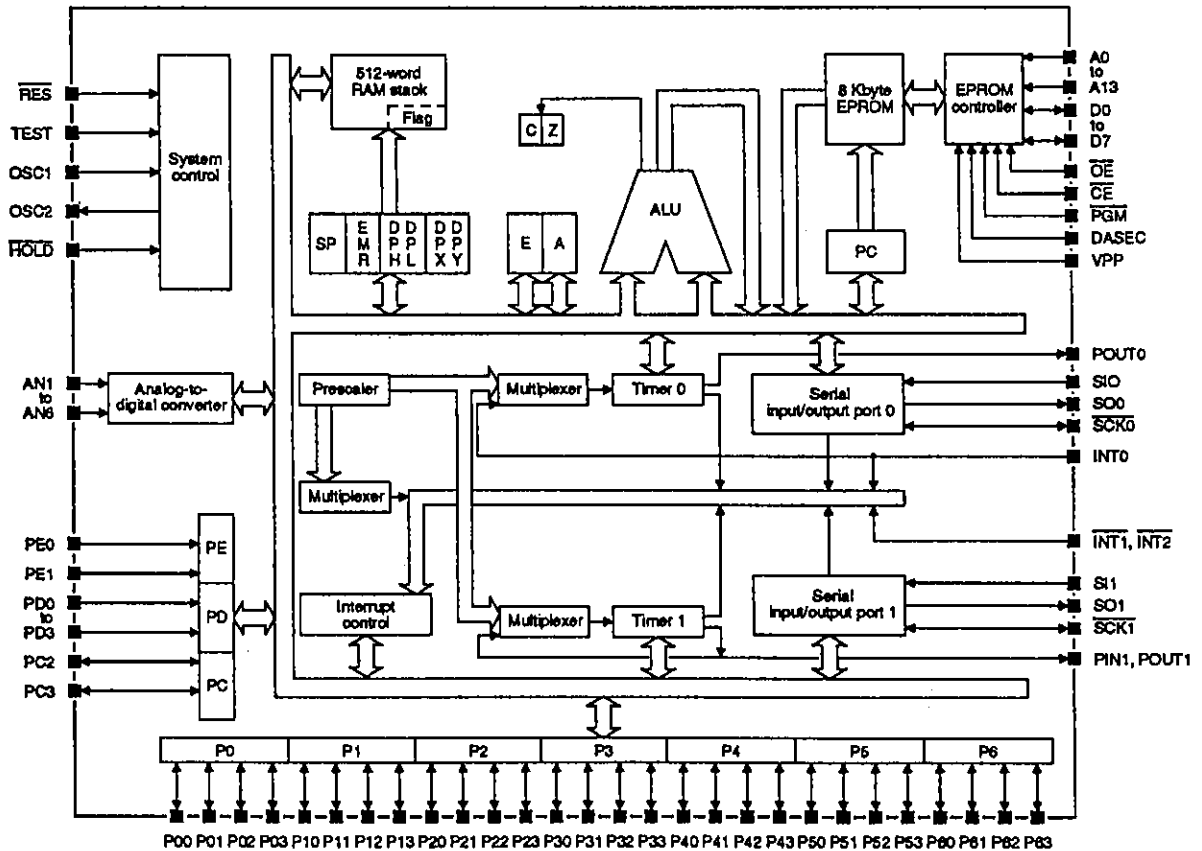 RES
TEST
OSC1
OSC2
HOLD
System
control
512-word
RAM stack
Flag
C Z
8 Kbyte
EPROM
EPROM
controller
A0
to
A13
D0
to
D7
OE
CE
PGM
DASEC
VPP
SP
EMR
DPH
DPL
DPX
DPY
E A
ALU
PC
AN1
to
AN6
Analog-to-
digital converter
Prescaler
Multiplexer
Timer 0
Serial
input/output port 0
POUT0
SIO
SO0
SCK0
INT0
Multiplexer
INT1, INT2
PE0
PE1
PD0
to
PD3
PC2
PC3
PE
PD
PC
Interrupt
control
Multiplexer
Timer 1
Serial
input/output port 1
SI1
SO1
SCK1
PIN1, POUT1
P0 P1 P2 P3 P4 P5 P6
P00 P01 P02 P03 P10 P11 P12 P13 P20 P21 P22 P23 P30 P31 P32 P33 P40 P41 P42 P43 P50 P51 P52 P53 P60 P61 P62 P63